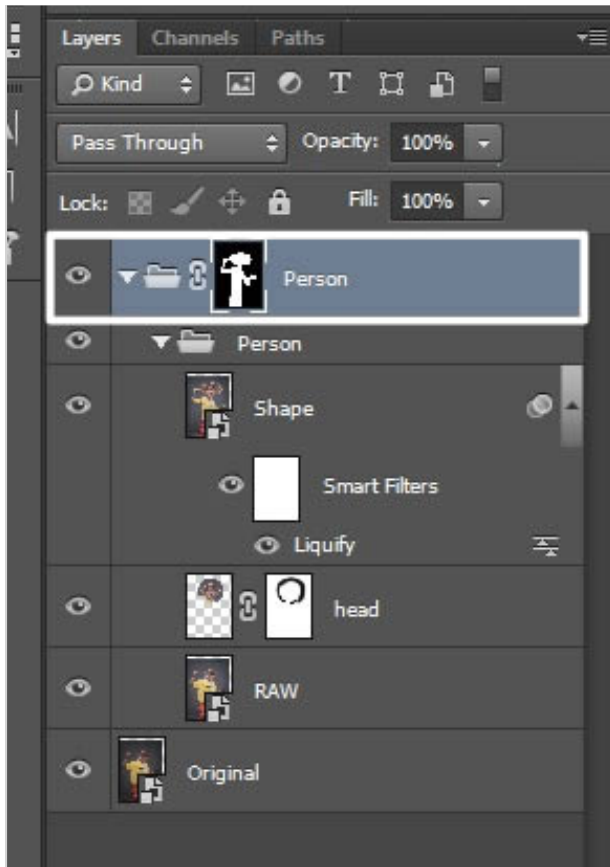 Layers Channels Paths
Kind T
Pass Through Opacity: 100%
Lock: Fill: 100%
Person
Person
Shape
Smart Filters
Liquify
head
RAW
Original